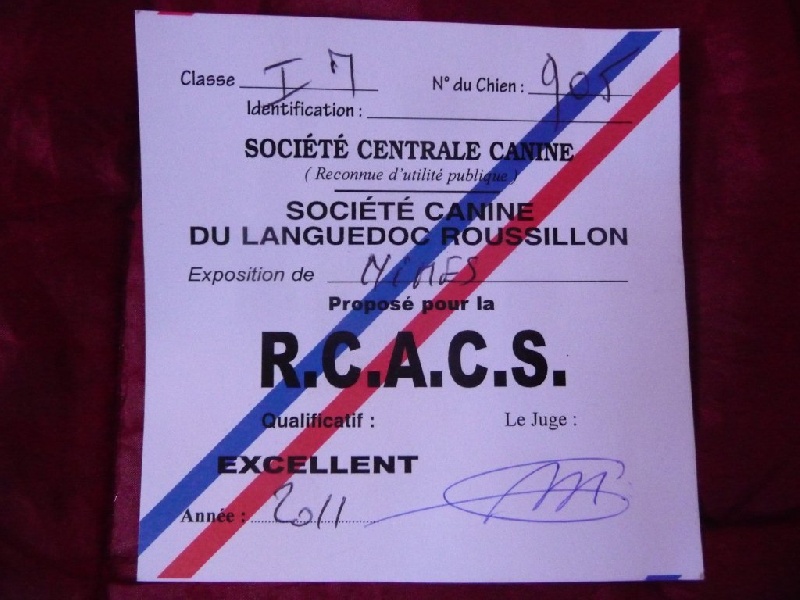 Classe I M N° du Chien : 905
Identification :
SOCIÉTÉ CENTRALE CANINE
( Reconnue d'utilité publique )
SOCIÉTÉ CANINE
DU LANGUEDOC ROUSSILLON
Exposition de NIMES
Proposé pour la
R.C.A.C.S.
Qualificatif : Le Juge :
EXCELLENT
Année : 2011